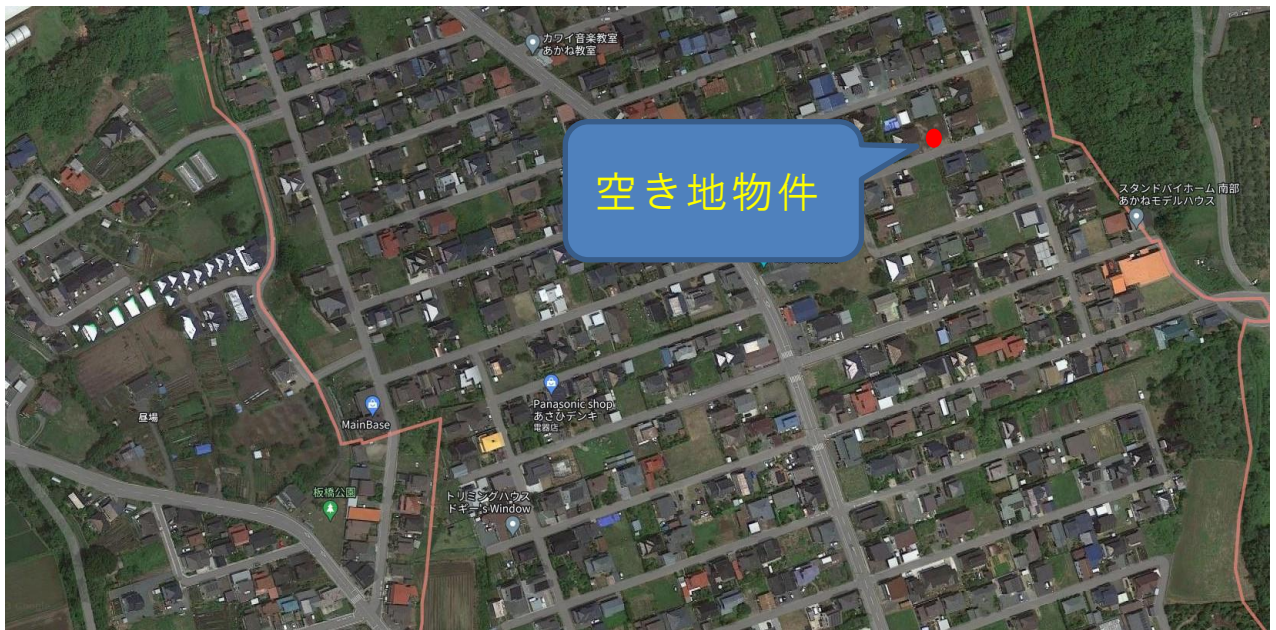 カワイ音楽教室
あかね教室
空き地物件
スタンドバイホーム 南部
あかねモデルハウス
Panasonic shop
あさひデンキ
電器店
MainBase
昼場
板橋公園
トリミングハウス
ドギー's Window